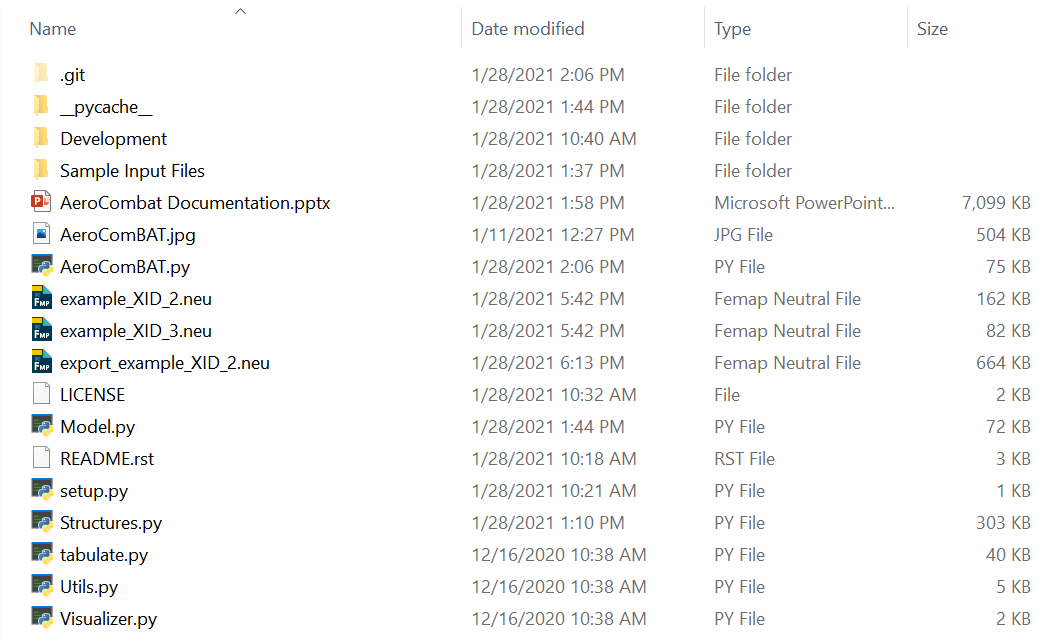 Name Date modified Type Size
.git 1/28/2021 2:06 PM File folder
__pycache__ 1/28/2021 1:44 PM File folder
Development 1/28/2021 10:40 AM File folder
Sample Input Files 1/28/2021 1:37 PM File folder
AeroCombat Documentation.pptx 1/28/2021 1:58 PM Microsoft PowerPoint... 7,099 KB
AeroComBAT.jpg 1/11/2021 12:27 PM JPG File 504 KB
AeroComBAT.py 1/28/2021 2:06 PM PY File 75 KB
example_XID_2.neu 1/28/2021 5:42 PM Femap Neutral File 162 KB
example_XID_3.neu 1/28/2021 5:42 PM Femap Neutral File 82 KB
export_example_XID_2.neu 1/28/2021 6:13 PM Femap Neutral File 664 KB
LICENSE 1/28/2021 10:32 AM File 2 KB
Model.py 1/28/2021 1:44 PM PY File 72 KB
README.rst 1/28/2021 10:18 AM RST File 3 KB
setup.py 1/28/2021 10:21 AM PY File 1 KB
Structures.py 1/28/2021 1:10 PM PY File 303 KB
tabulate.py 12/16/2020 10:38 AM PY File 40 KB
Utils.py 12/16/2020 10:38 AM PY File 5 KB
Visualizer.py 12/16/2020 10:38 AM PY File 2 KB